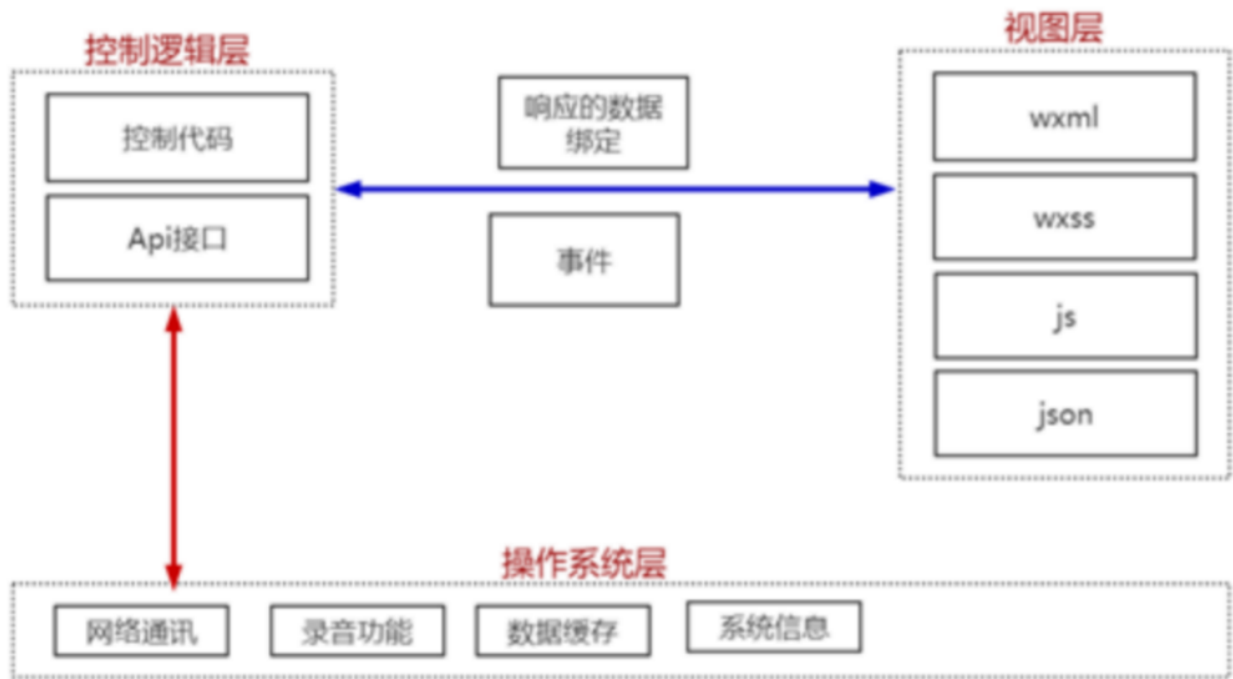 控制逻辑层
控制代码
Api接口
响应的数据
绑定
事件
视图层
wxml
wxss
js
json
操作系统层
网络通讯
录音功能
数据缓存
系统信息